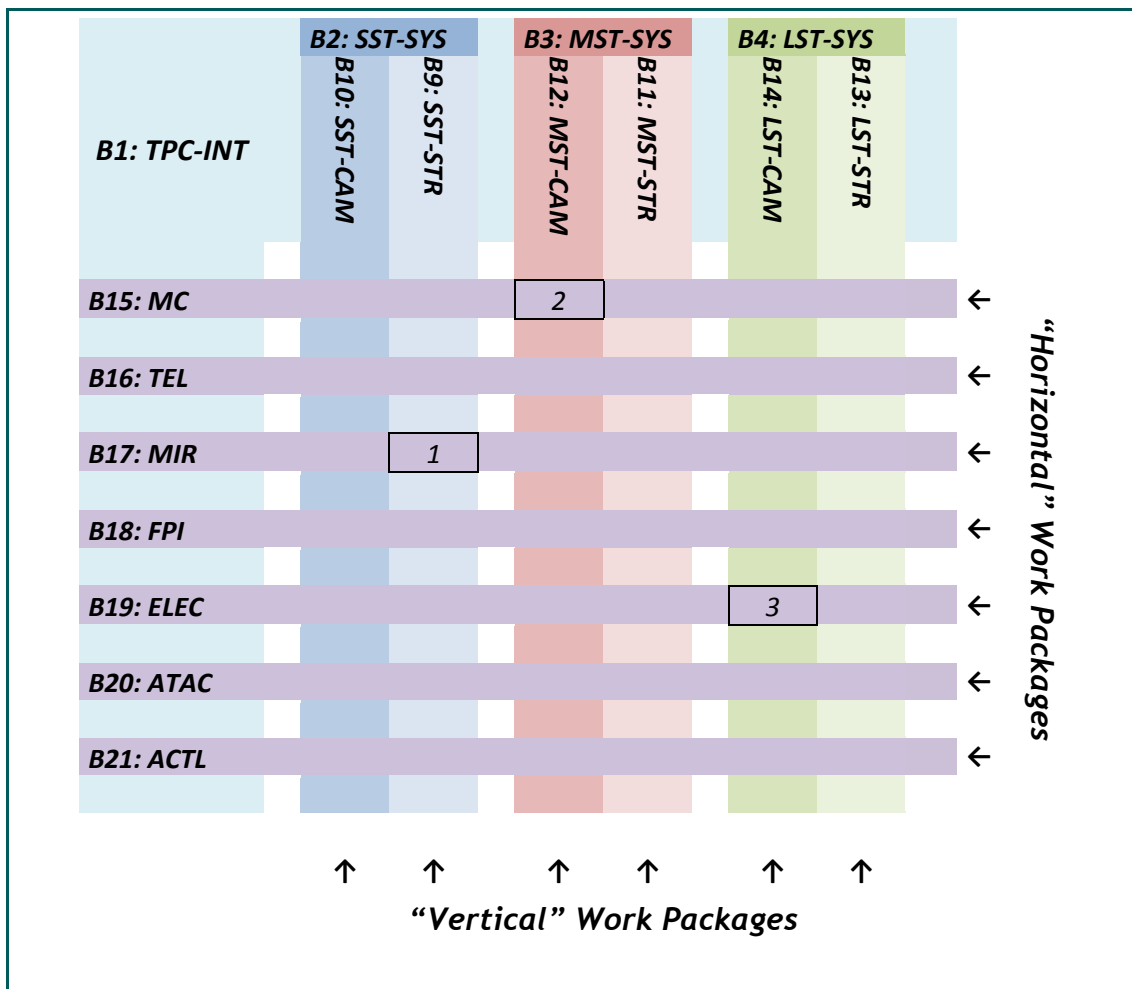 B2: SST-SYS
B3: MST-SYS
B4: LST-SYS
B10: SST-CAM
B9: SST-STR
B12: MST-CAM
B11: MST-STR
B14: LST-CAM
B13: LST-STR
B1: TPC-INT
B15: MC
2
←
B16: TEL
←
B17: MIR
1
←
B18: FPI
←
B19: ELEC
3
←
B20: ATAC
←
B21: ACTL
←
“Horizontal” Work Packages
↑ ↑ ↑ ↑ ↑ ↑
“Vertical” Work Packages